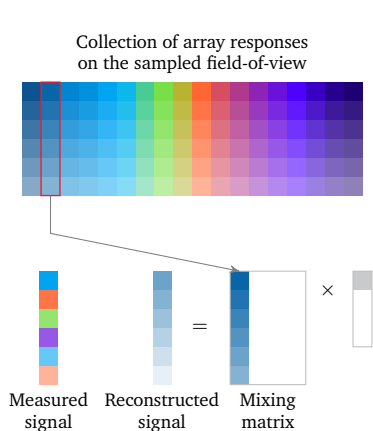 Collection of array responses
on the sampled field-of-view
×
=
Measured
signal
Reconstructed
signal
Mixing
matrix